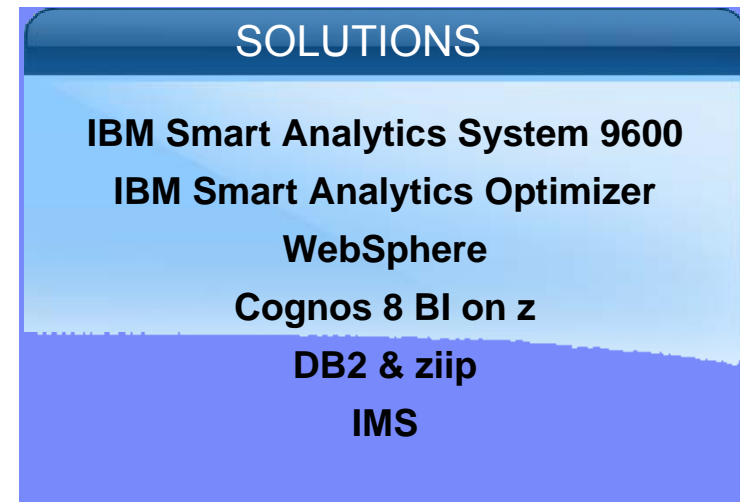 SOLUTIONS
IBM Smart Analytics System 9600
IBM Smart Analytics Optimizer
WebSphere
Cognos 8 BI on z
DB2 & ziip
IMS